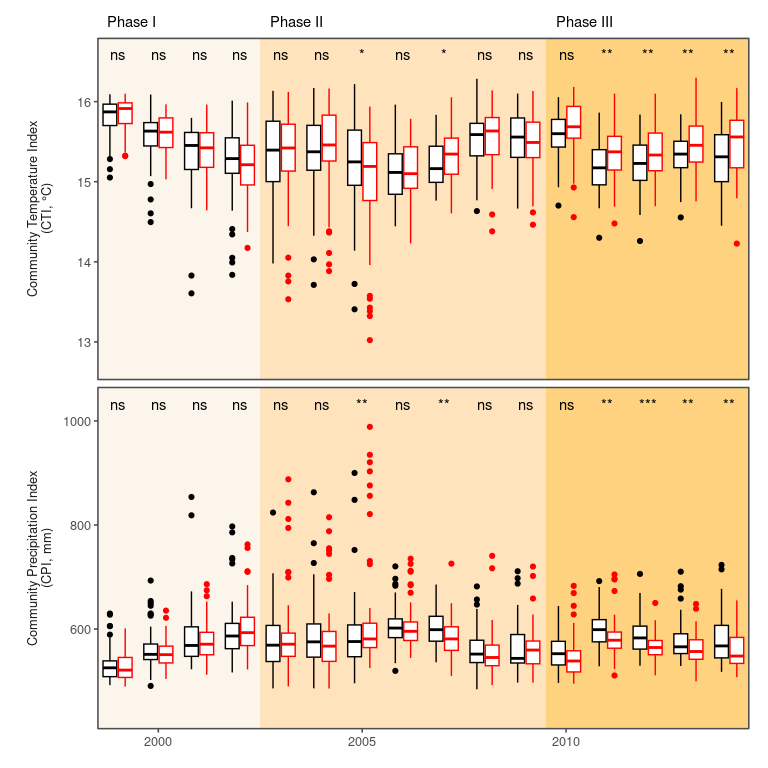 Phase I Phase II Phase III
ns ns ns ns ns ns * ns * ns ns ns ** ** ** **
16
15
14
13
Community Temperature Index
(CTI, °C)
ns ns ns ns ns ns ** ns ** ns ns ns ** *** ** **
1000
800
600
Community Precipitation Index
(CPI, mm)
2000 2005 2010